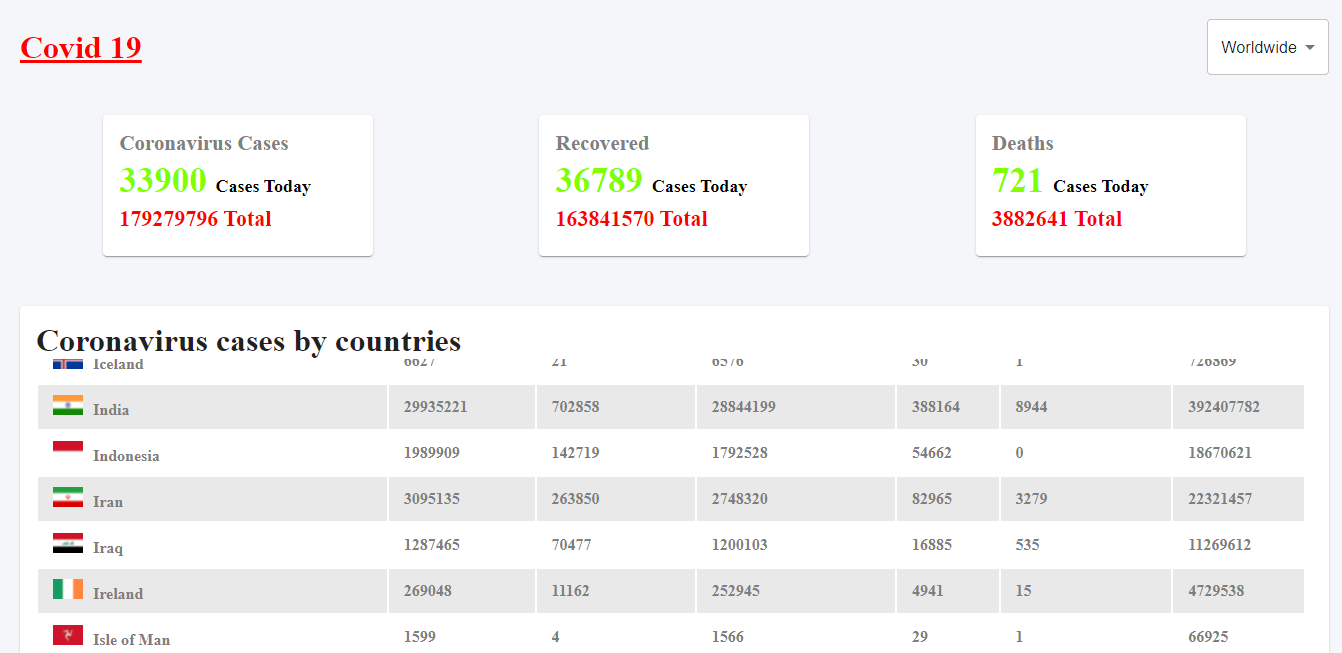 Covid 19
Worldwide
Coronavirus Cases
33900 Cases Today
179279796 Total
Recovered
36789 Cases Today
163841570 Total
Deaths
721 Cases Today
3882641 Total
Coronavirus cases by countries
Iceland 6627 21 6576 30 1 726869
India 29935221 702858 28844199 388164 8944 392407782
Indonesia 1989909 142719 1792528 54662 0 18670621
Iran 3095135 263850 2748320 82965 3279 22321457
Iraq 1287465 70477 1200103 16885 535 11269612
Ireland 269048 11162 252945 4941 15 4729538
Isle of Man 1599 4 1566 29 1 66925